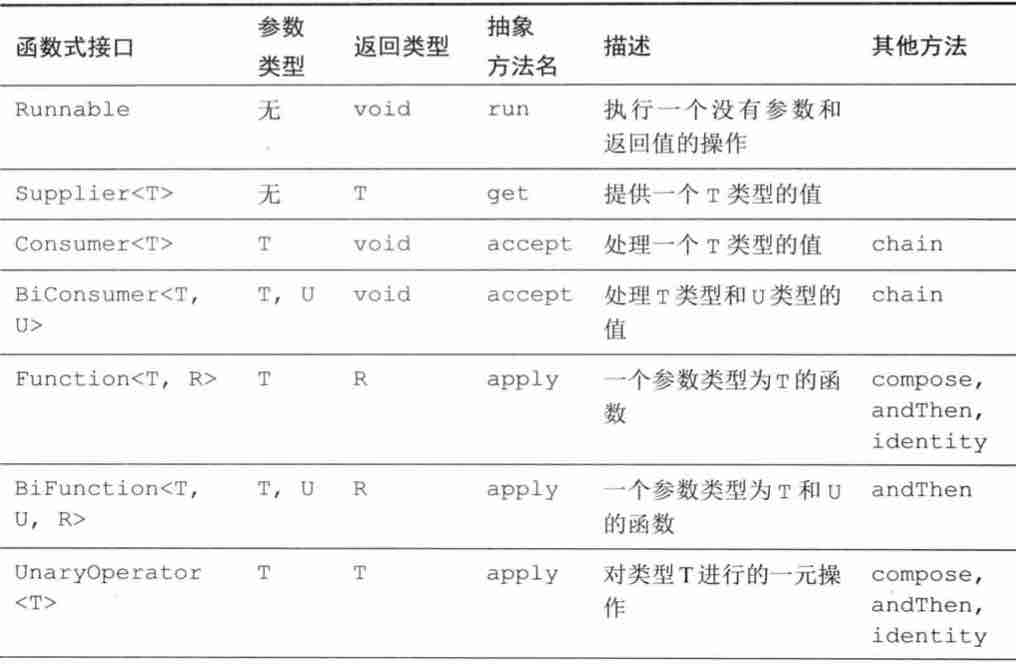 函数式接口 参数类型 返回类型 抽象方法名 描述 其他方法
Runnable 无 void run 执行一个没有参数和
返回值的操作
Supplier<T> 无 T get 提供一个 T 类型的值
Consumer<T> T void accept 处理一个 T 类型的值 chain
BiConsumer<T, T, U void accept 处理 T 类型和 U 类型的 chain
U> 值
Function<T, R> T R apply 一个参数类型为 T 的函 compose,
数 andThen,
identity
BiFunction<T, T, U R apply 一个参数类型为 T 和 U andThen
U, R> 的函数
UnaryOperator T T apply 对类型 T 进行的一元操 compose,
<T> 作 andThen,
identity